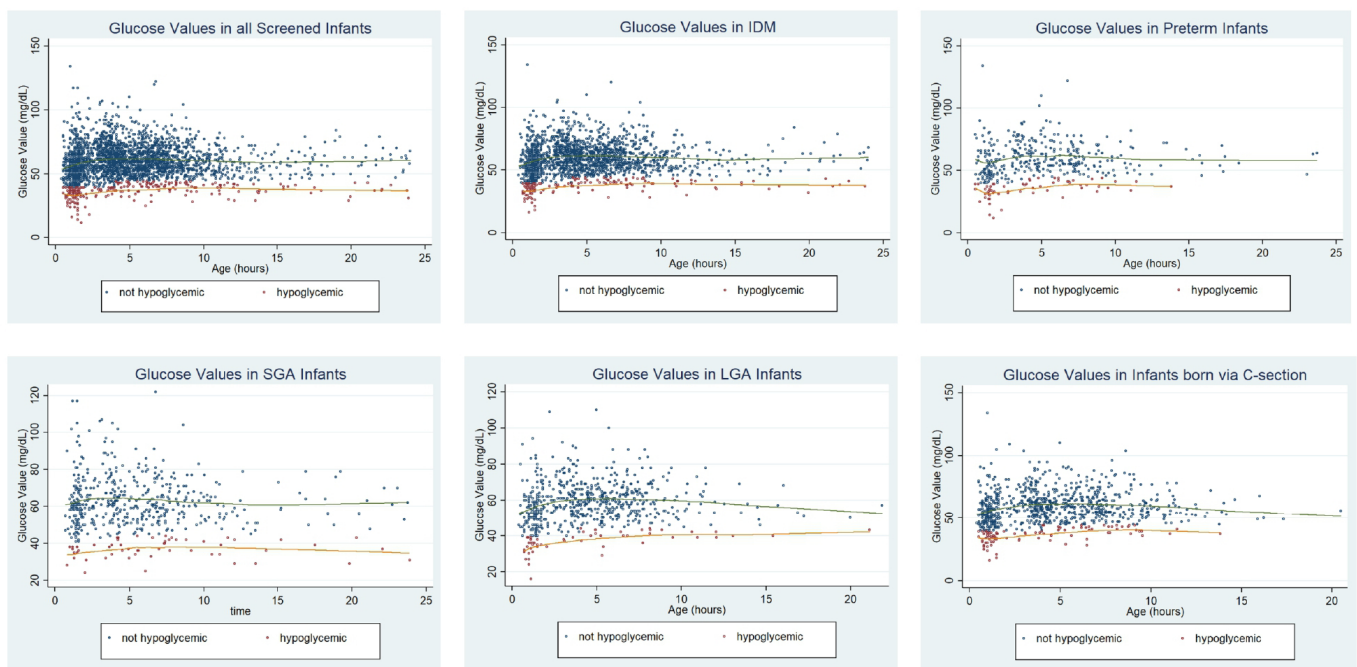 Glucose Values in all Screened Infants
Glucose Value (mg/dL)
150
100
50
0
0 5 10 15 20 25
Age (hours)
not hypoglycemic hypoglycemic
Glucose Values in IDM
Glucose Value (mg/dL)
150
100
50
0
0 5 10 15 20 25
Age (hours)
not hypoglycemic hypoglycemic
Glucose Values in Preterm Infants
Glucose Value (mg/dL)
150
100
50
0
0 5 10 15 20 25
Age (hours)
not hypoglycemic hypoglycemic
Glucose Values in SGA Infants
Glucose Value (mg/dL)
120
100
80
60
40
20
0 5 10 15 20 25
time
not hypoglycemic hypoglycemic
Glucose Values in LGA Infants
Glucose Value (mg/dL)
120
100
80
60
40
20
0 5 10 15 20
Age (hours)
not hypoglycemic hypoglycemic
Glucose Values in Infants born via C-section
Glucose Value (mg/dL)
150
100
50
0
0 5 10 15 20
Age (hours)
not hypoglycemic hypoglycemic